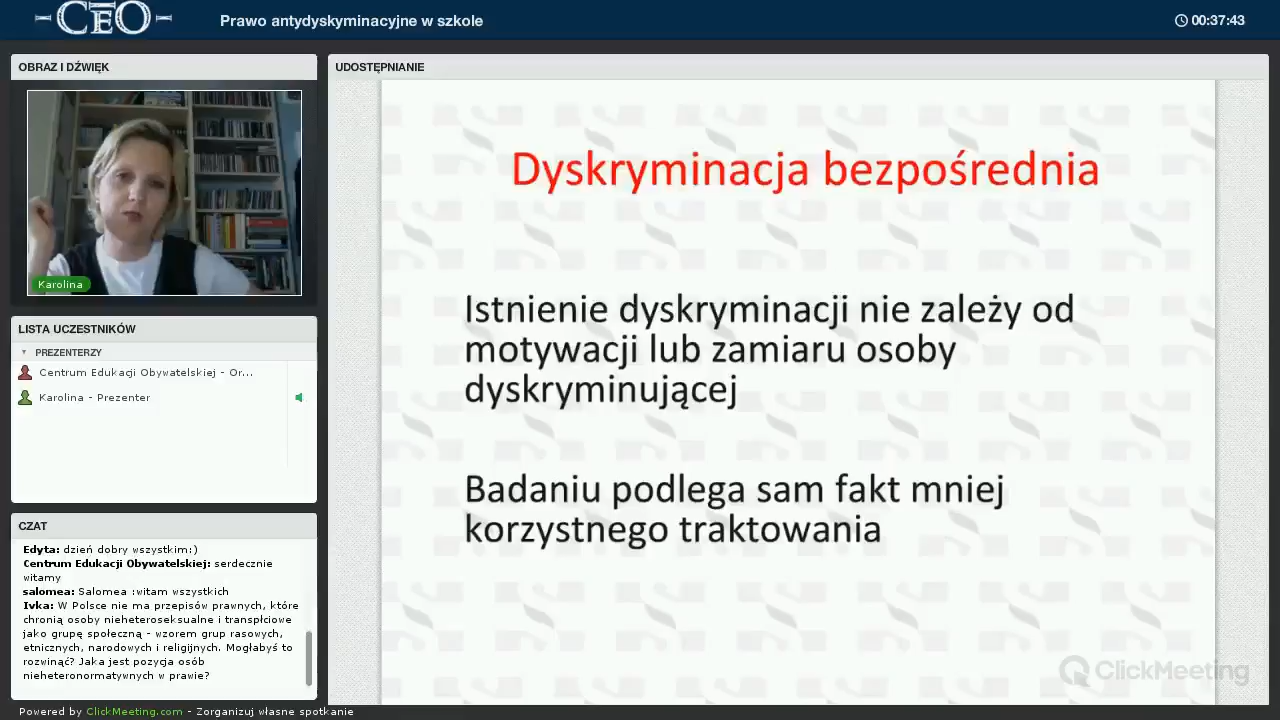 CEO
Prawo antydyskyminacyjne w szkole
00:37:43
OBRAZ I DŹWIĘK
Karolina
LISTA UCZESTNIKÓW
PREZENTERZY
Centrum Edukacji Obywatelskiej - Or...
Karolina - Prezenter
CZAT
Edyta: dzień dobry wszystkim:)
Centrum Edukacji Obywatelskiej: serdecznie
witamy
salomea: Salomea :witam wszystkich
Ivka: W Polsce nie ma przepisów prawnych, które
chronią osoby nieheteroseksualne i transpłciowe
jako grupę społeczną - wzorem grup rasowych,
etnicznych, narodowych i religijnych. Mogłabyś to
rozwinąć? Jaka jest pozycja osób
nieheteronormatywnych w prawie?
UDOSTĘPNIANIE
Dyskryminacja bezpośrednia
Istnienie dyskryminacji nie zależy od
motywacji lub zamiaru osoby
dyskryminującej
Badaniu podlega sam fakt mniej
korzystnego traktowania
ClickMeeting
Powered by ClickMeeting.com - Zorganizuj własne spotkanie